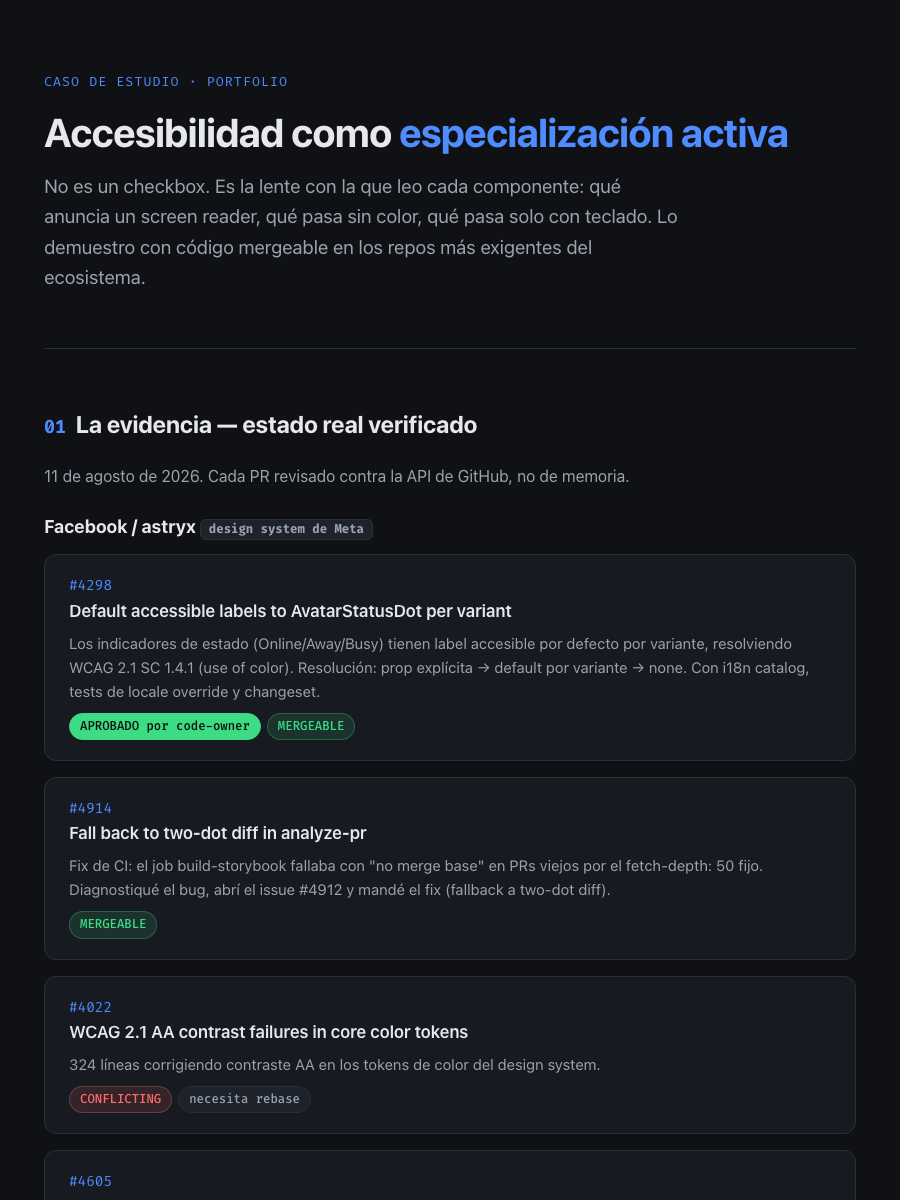 CASO DE ESTUDIO · PORTFOLIO
Accesibilidad como especialización activa
No es un checkbox. Es la lente con la que leo cada componente: qué
anuncia un screen reader, qué pasa sin color, qué pasa solo con teclado. Lo
demuestro con código mergeable en los repos más exigentes del
ecosistema.
01 La evidencia — estado real verificado
11 de agosto de 2026. Cada PR revisado contra la API de GitHub, no de memoria.
Facebook / astryx design system de Meta
#4298
Default accessible labels to AvatarStatusDot per variant
Los indicadores de estado (Online/Away/Busy) tienen label accesible por defecto por variante, resolviendo
WCAG 2.1 SC 1.4.1 (use of color). Resolución: prop explícita → default por variante → none. Con i18n catalog,
tests de locale override y changeset.
APROBADO por code-owner MERGEABLE
#4914
Fall back to two-dot diff in analyze-pr
Fix de CI: el job build-storybook fallaba con "no merge base" en PRs viejos por el fetch-depth: 50 fijo.
Diagnostiqué el bug, abrí el issue #4912 y mandé el fix (fallback a two-dot diff).
MERGEABLE
#4022
WCAG 2.1 AA contrast failures in core color tokens
324 líneas corrigiendo contraste AA en los tokens de color del design system.
CONFLICTING necesita rebase
#4605